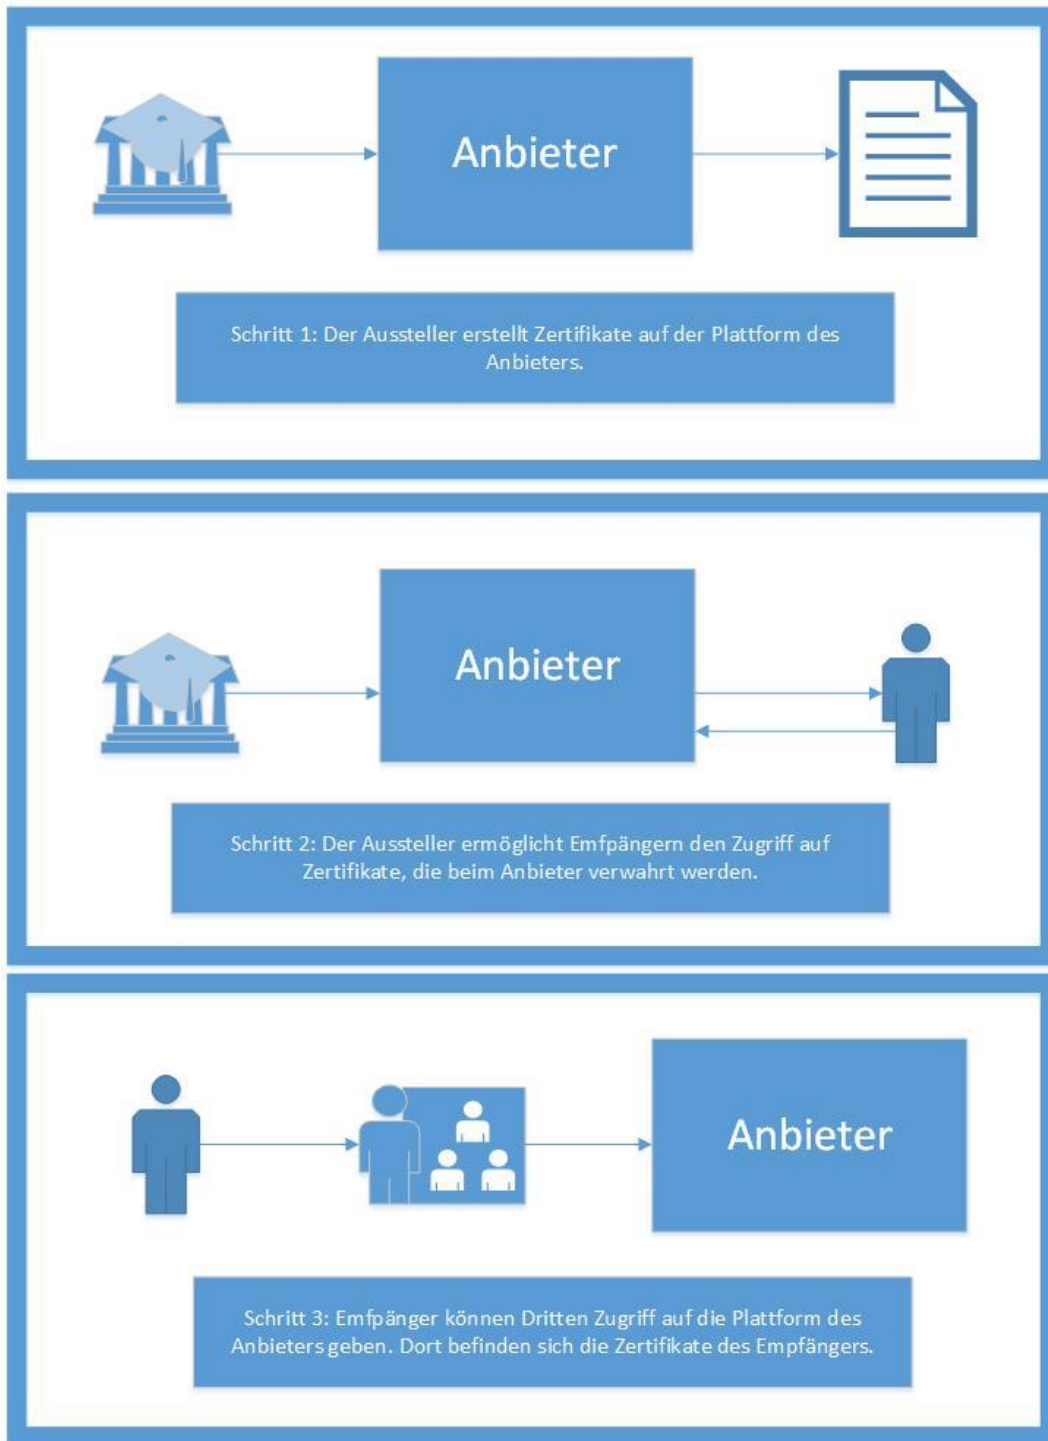 Anbieter
Schritt 1: Der Aussteller erstellt Zertifikate auf der Plattform des
Anbieters.
Anbieter
Schritt 2: Der Aussteller ermöglicht Emfpängern den Zugriff auf
Zertifikate, die beim Anbieter verwahrt werden.
Anbieter
Schritt 3: Emfpänger können Dritten Zugriff auf die Plattform des
Anbieters geben. Dort befinden sich die Zertifikate des Empfängers.